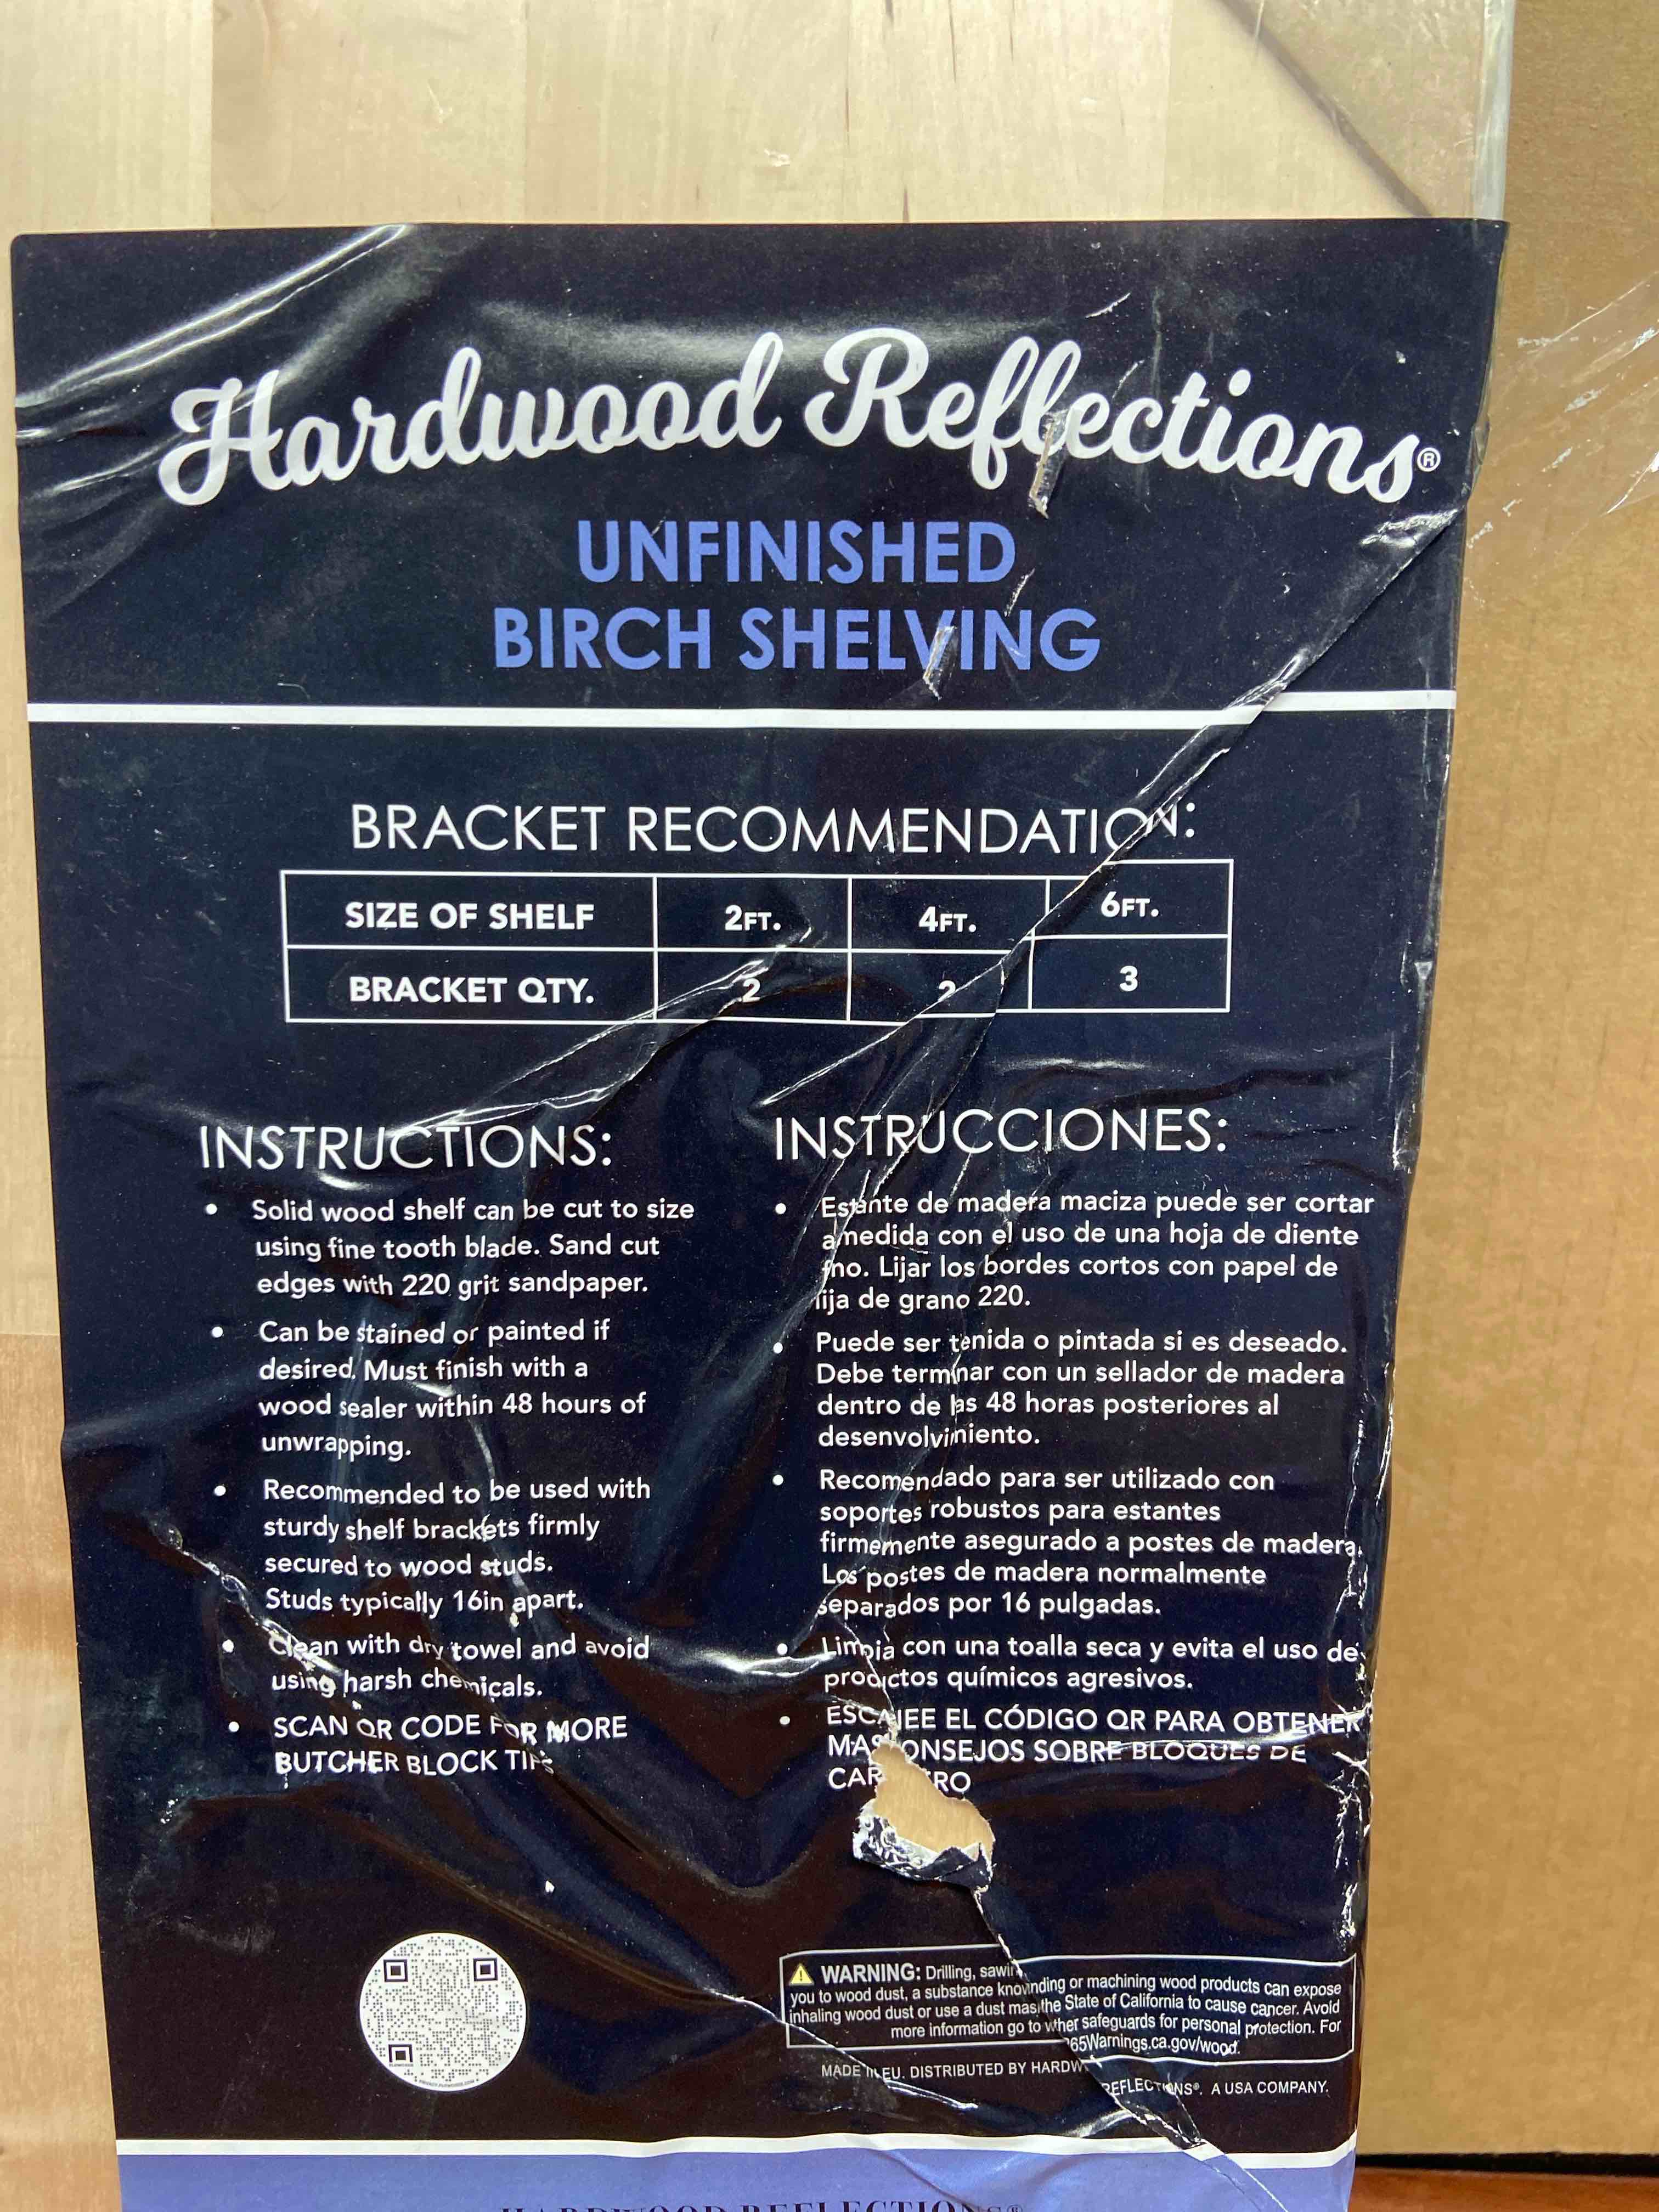 Hardwood Reflections®
UNFINISHED
BIRCH SHELVING
BRACKET RECOMMENDATION:
SIZE OF SHELF 2FT. 4FT. 6FT.
BRACKET QTY. 2 2 3
INSTRUCTIONS:
• Solid wood shelf can be cut to size
using fine tooth blade. Sand cut
edges with 220 grit sandpaper.
• Can be stained or painted if
desired. Must finish with a
wood sealer within 48 hours of
unwrapping.
• Recommended to be used with
sturdy shelf brackets firmly
secured to wood studs.
Studs typically 16in apart.
• Clean with dry towel and avoid
using harsh chemicals.
• SCAN QR CODE FOR MORE
BUTCHER BLOCK TIPS
INSTRUCCIONES:
• Estante de madera maciza puede ser cortar
a medida con el uso de una hoja de diente
fino. Lijar los bordes cortos con papel de
lija de grano 220.
• Puede ser tenida o pintada si es deseado.
Debe terminar con un sellador de madera
dentro de las 48 horas posteriores al
desenvolvimiento.
• Recomendado para ser utilizado con
soportes robustos para estantes
firmemente asegurado a postes de madera.
Los postes de madera normalmente
separados por 16 pulgadas.
• Limpia con una toalla seca y evita el uso de
productos químicos agresivos.
• ESCANEE EL CÓDIGO QR PARA OBTENER
MAS CONSEJOS SOBRE BLOQUES DE
⚠ WARNING: Drilling, sawing or machining wood products can expose
you to wood dust, a substance the State of California to cause cancer. Avoid
inhaling wood dust or use a dust safeguards for personal protection. For
more information go to 65Warnings.ca.gov/wood.
MADE IN EU. DISTRIBUTED BY HARDWOOD REFLECTIONS®. A USA COMPANY.
HARDWOOD REFLECTIONS®